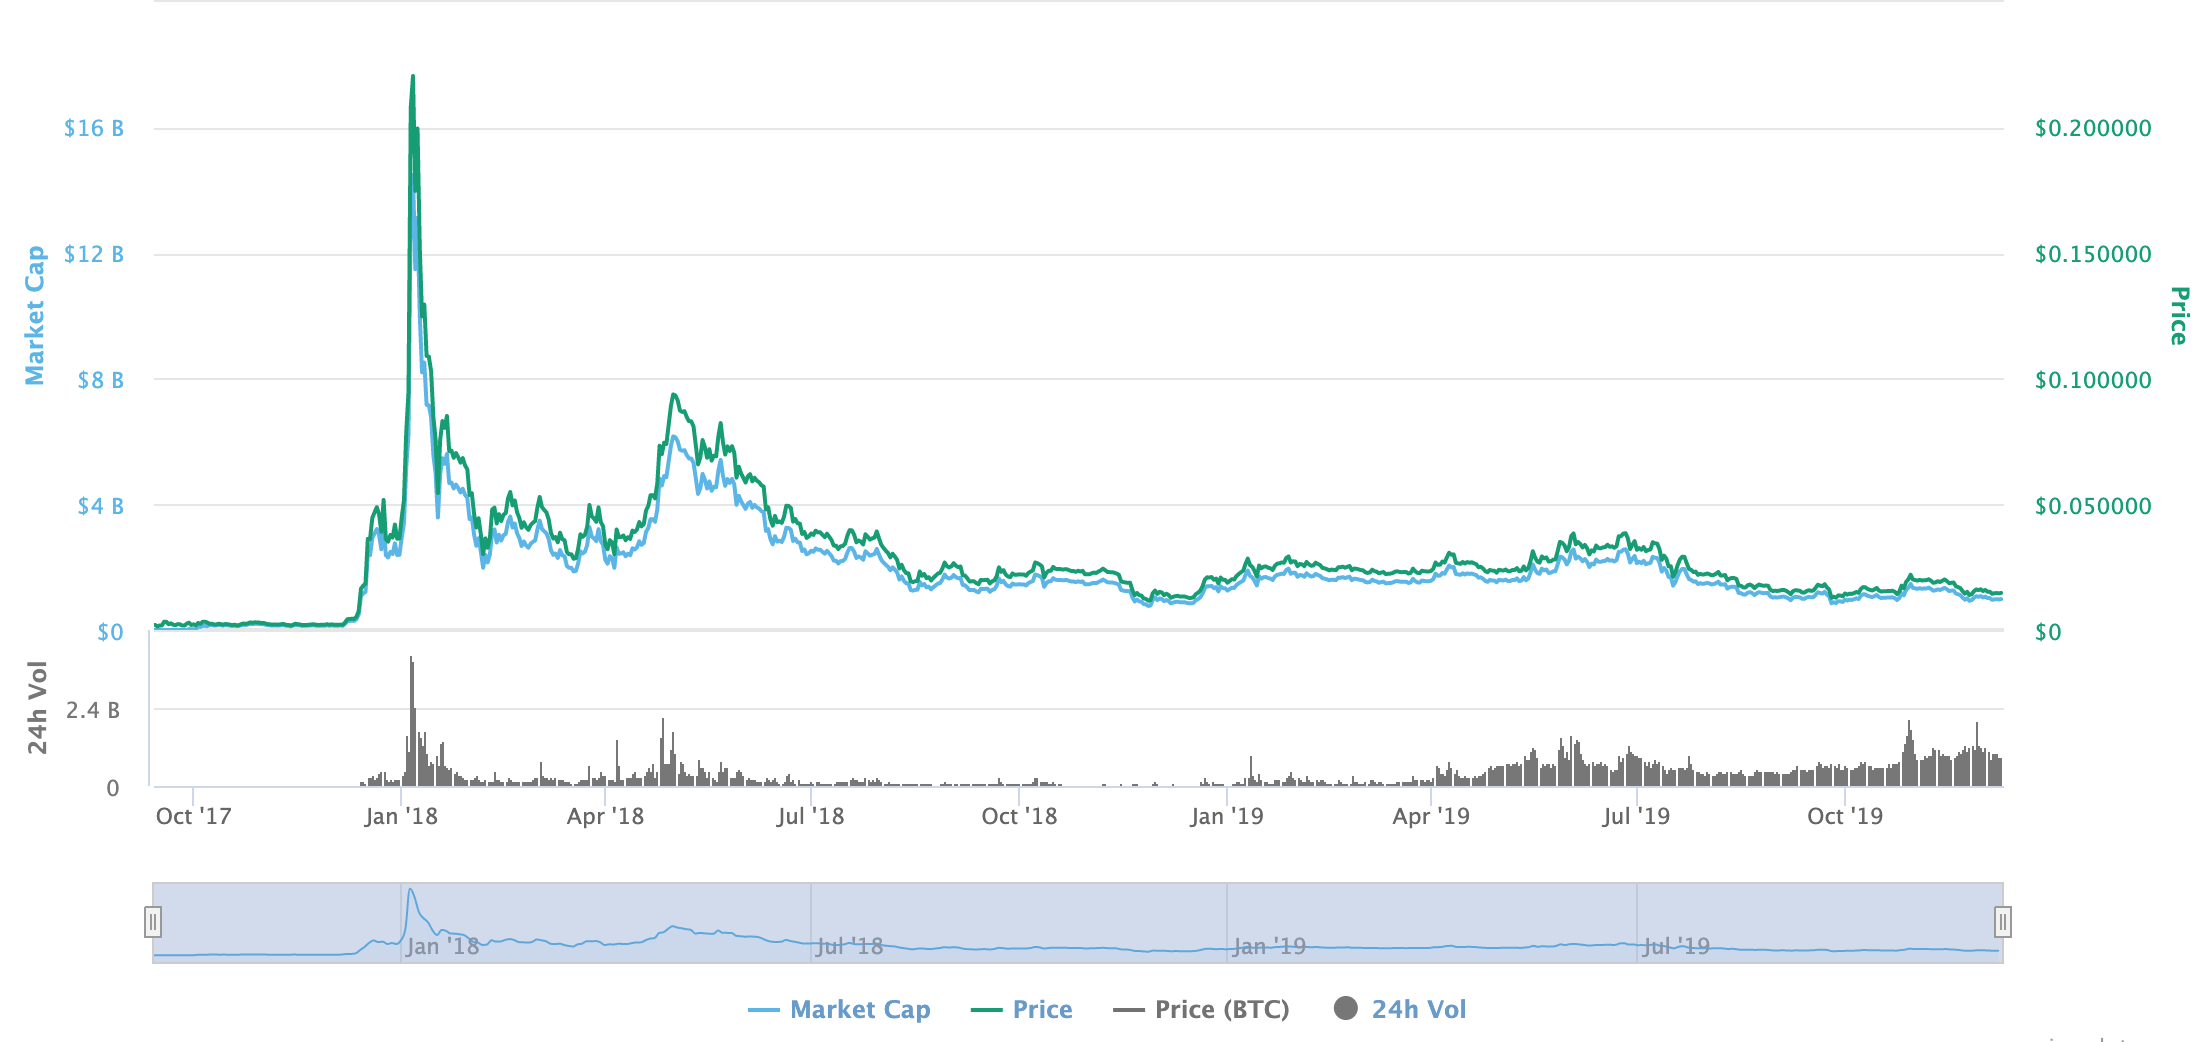 $16 B
$12 B
$8 B
$4 B
$0
Market Cap
$0.200000
$0.150000
$0.100000
$0.050000
$0
Price
24h Vol
2.4 B
0
Oct '17
Jan '18
Apr '18
Jul '18
Oct '18
Jan '19
Apr '19
Jul '19
Oct '19
Jan '18
Jul '18
Jan '19
Jul '19
Market Cap
Price
Price (BTC)
24h Vol